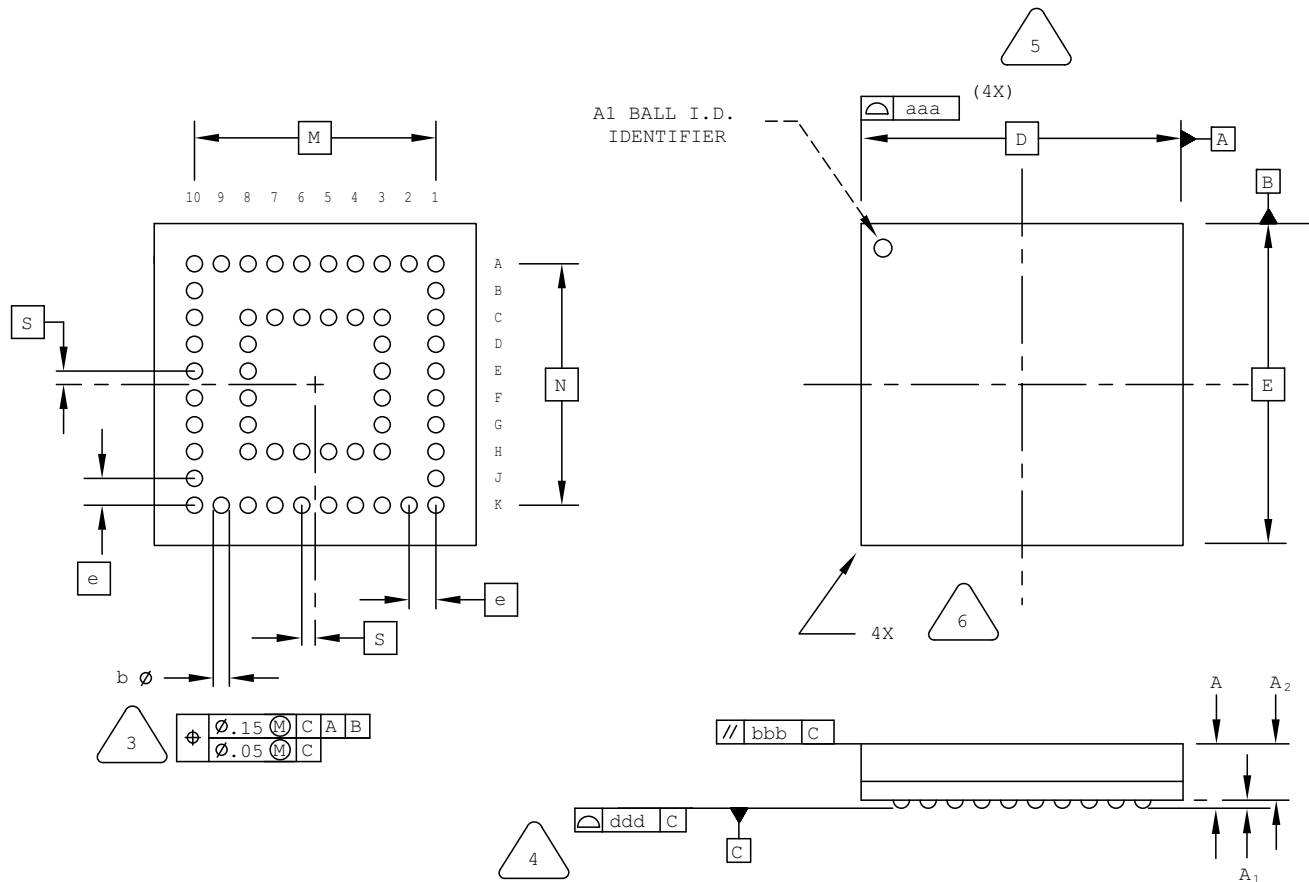 5
(4X)
aaa
A1 BALL I.D.
IDENTIFIER
M
D
A
B
10 9 8 7 6 5 4 3 2 1
A
B
C
D
E
F
G
H
J
K
S
N
E
e
e
S
4X
6
b Ø
3
Ø.15 Ⓜ C A B
Ø.05 Ⓜ C
A
A₂
// bbb C
ddd C
4
C
A₁